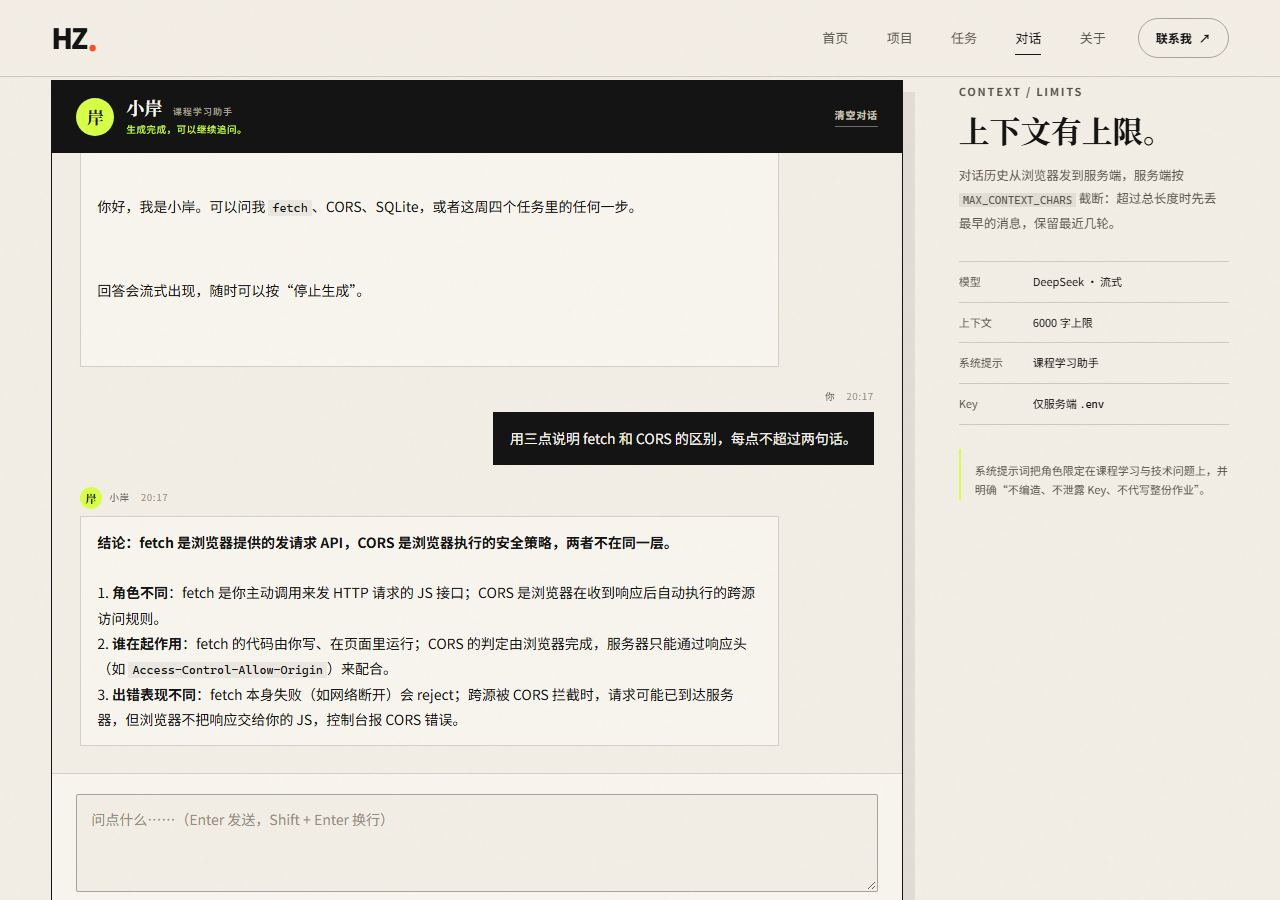 HZ.
首页 项目 任务 对话 关于 联系我 ↗
岸 小岸 课程学习助手
生成完成，可以继续追问。
清空对话
你好，我是小岸。可以问我 fetch、CORS、SQLite，或者这周四个任务里的任何一步。
回答会流式出现，随时可以按“停止生成”。
你 20:17
用三点说明 fetch 和 CORS 的区别，每点不超过两句话。
岸 小岸 20:17
结论：fetch 是浏览器提供的发请求 API，CORS 是浏览器执行的安全策略，两者不在同一层。
1. 角色不同：fetch 是你主动调用来发 HTTP 请求的 JS 接口；CORS 是浏览器在收到响应后自动执行的跨源
访问规则。
2. 谁在起作用：fetch 的代码由你写、在页面里运行；CORS 的判定由浏览器完成，服务器只能通过响应头
（如 Access-Control-Allow-Origin）来配合。
3. 出错表现不同：fetch 本身失败（如网络断开）会 reject；跨源被 CORS 拦截时，请求可能已到达服务
器，但浏览器不把响应交给你的 JS，控制台报 CORS 错误。
问点什么……（Enter 发送，Shift + Enter 换行）
CONTEXT / LIMITS
上下文有上限。
对话历史从浏览器发到服务端，服务端按
MAX_CONTEXT_CHARS 截断：超过总长度时先丢
最早的消息，保留最近几轮。
模型 DeepSeek · 流式
上下文 6000 字上限
系统提示 课程学习助手
Key 仅服务端 .env
系统提示词把角色限定在课程学习与技术问题上，并
明确“不编造、不泄露 Key、不代写整份作业”。